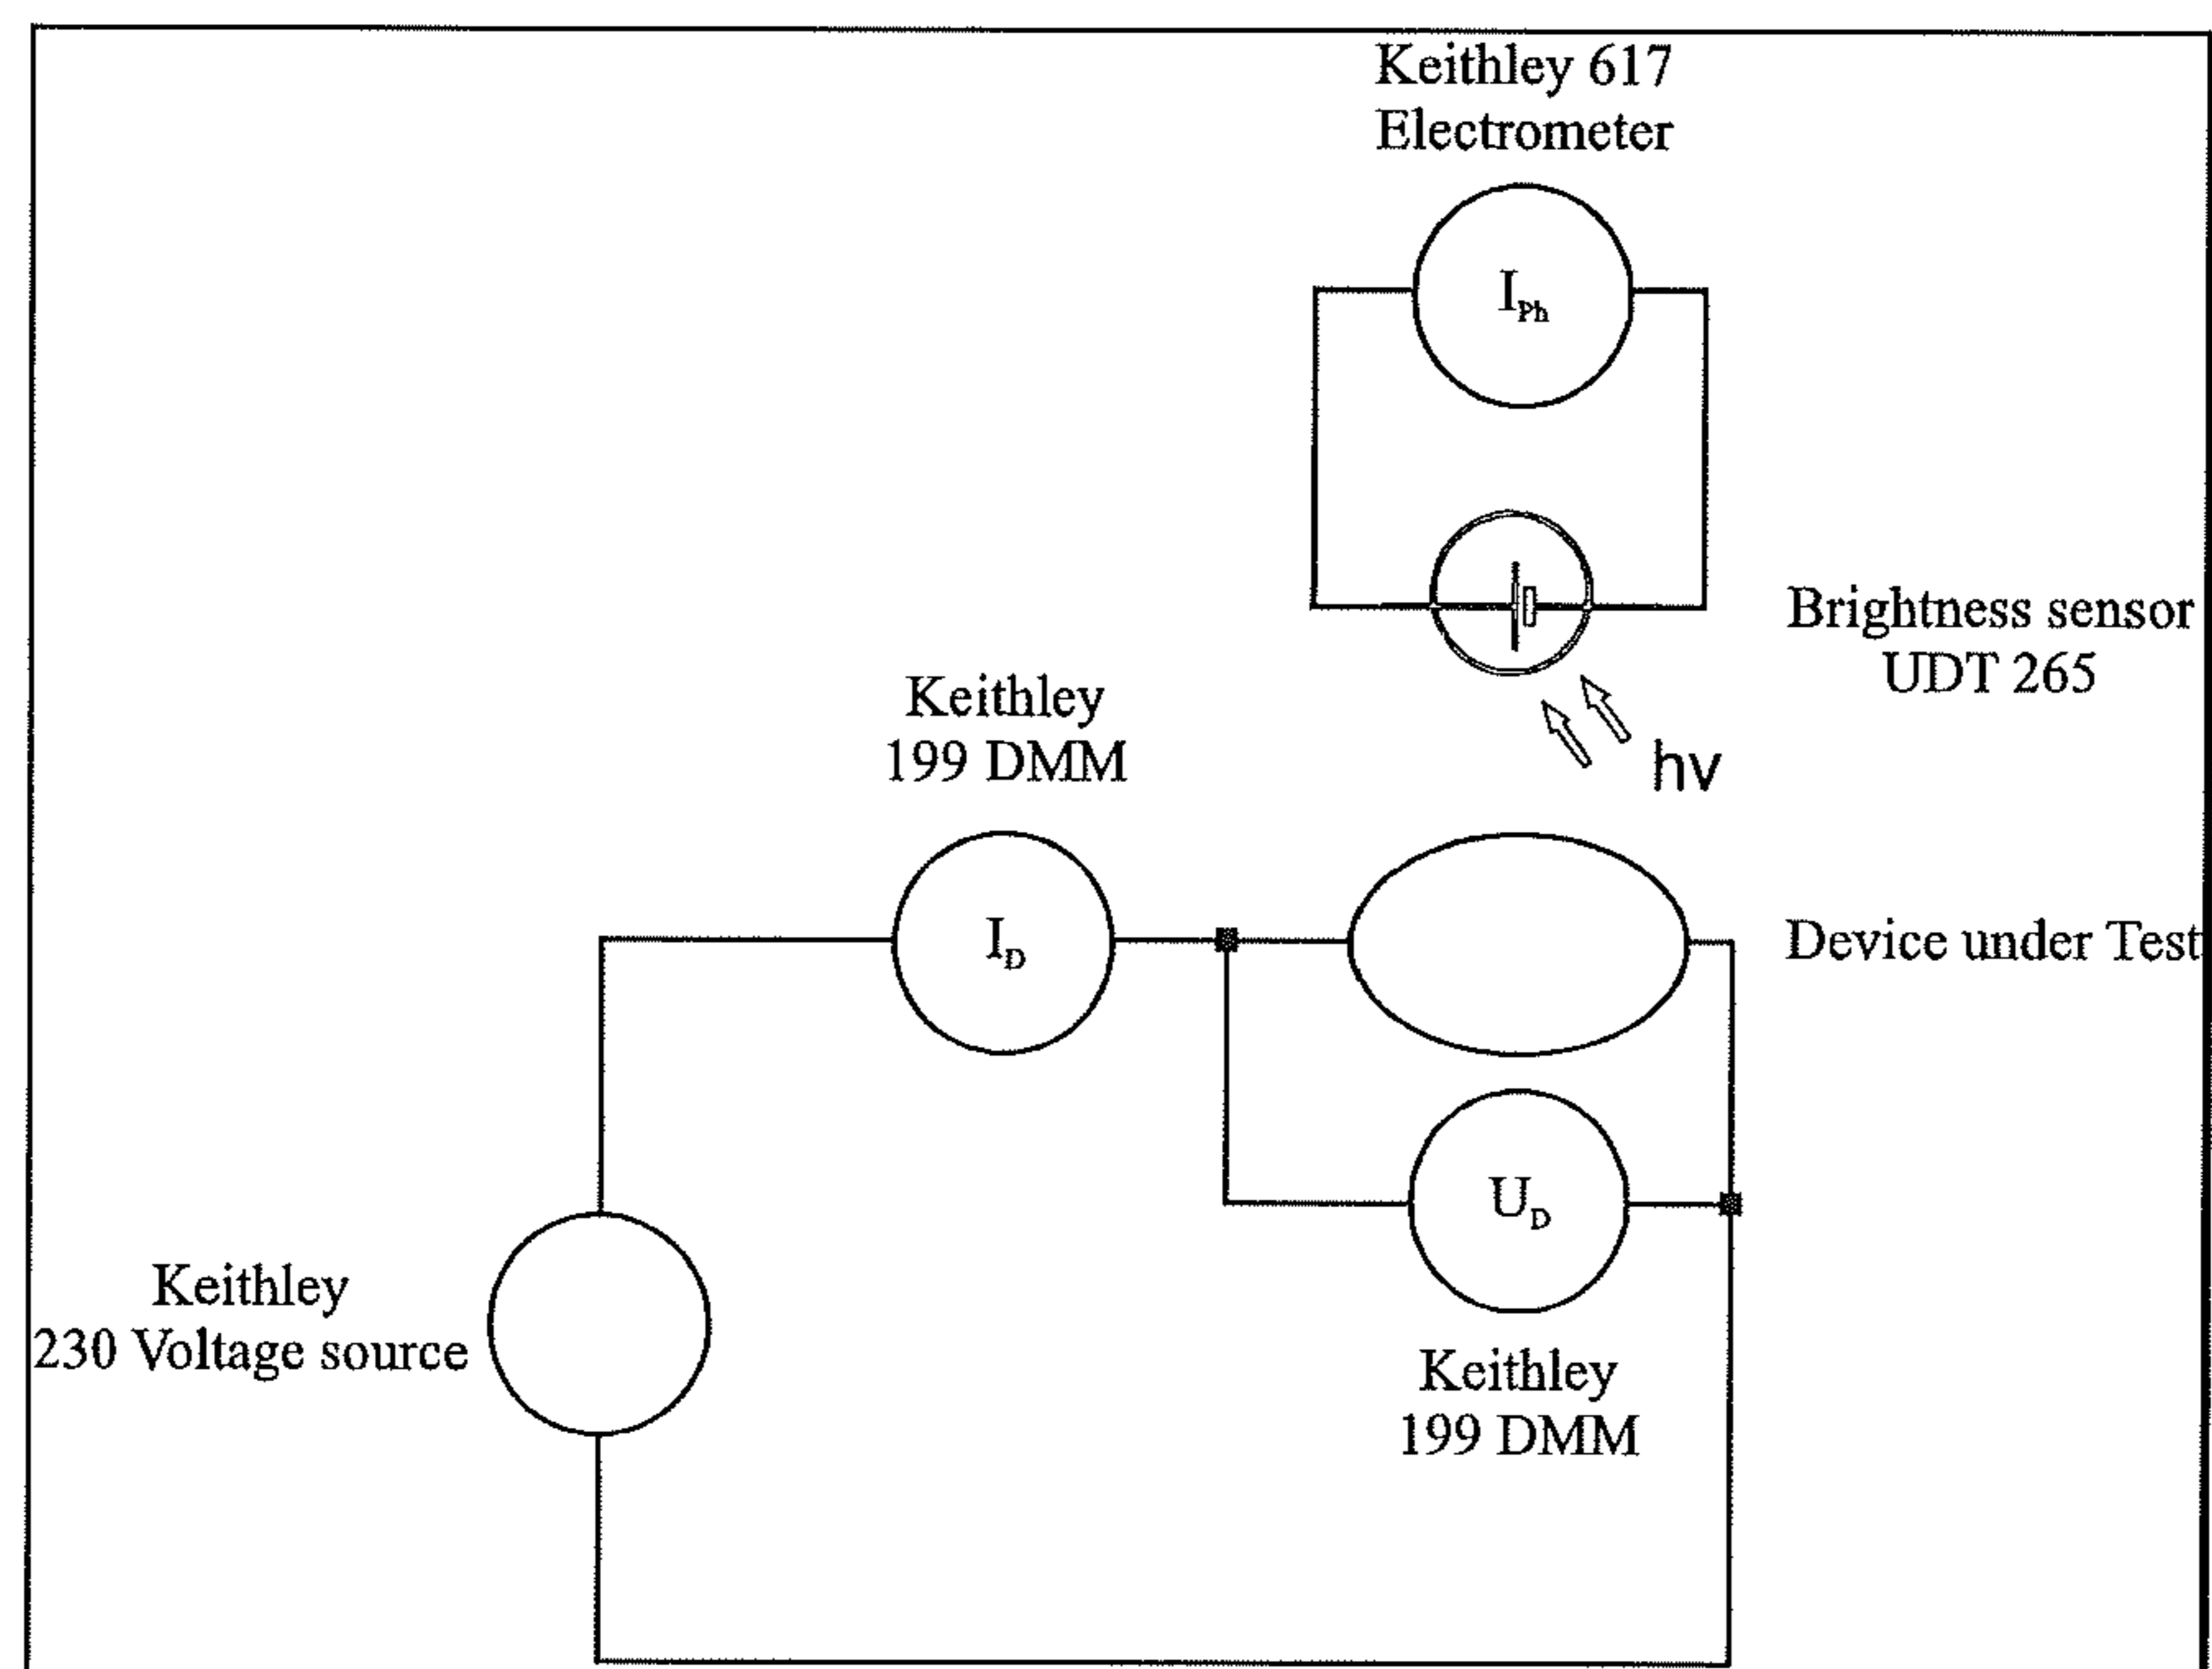 Keithley 617
Electrometer
I_Ph
Brightness sensor
UDT 265
Keithley
199 DMM
hν
I_D
Device under Test
U_D
Keithley
230 Voltage source
Keithley
199 DMM